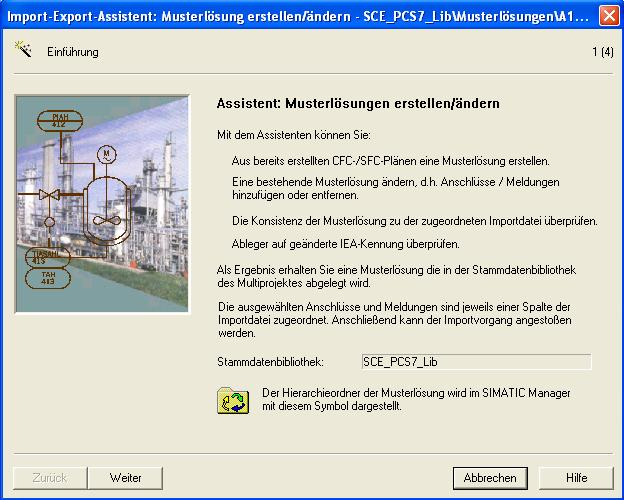 Import-Export-Assistent: Musterlösung erstellen/ändern - SCE_PCS7_Lib\Musterlösungen\A1...
Einführung
1 (4)
PIAH
412
M
TIASAHL
413
TAH
413
Assistent: Musterlösungen erstellen/ändern
Mit dem Assistenten können Sie:
Aus bereits erstellten CFC-/SFC-Plänen eine Musterlösung erstellen.
Eine bestehende Musterlösung ändern, d.h. Anschlüsse / Meldungen
hinzufügen oder entfernen.
Die Konsistenz der Musterlösung zu der zugeordneten Importdatei überprüfen.
Ableger auf geänderte IEA-Kennung überprüfen.
Als Ergebnis erhalten Sie eine Musterlösung die in der Stammdatenbibliothek
des Multiprojektes abgelegt wird.
Die ausgewählten Anschlüsse und Meldungen sind jeweils einer Spalte der
Importdatei zugeordnet. Anschließend kann der Importvorgang angestoßen
werden.
Stammdatenbibliothek: SCE_PCS7_Lib
Der Hierarchieordner der Musterlösung wird im SIMATIC Manager
mit diesem Symbol dargestellt.
Zurück Weiter Abbrechen Hilfe